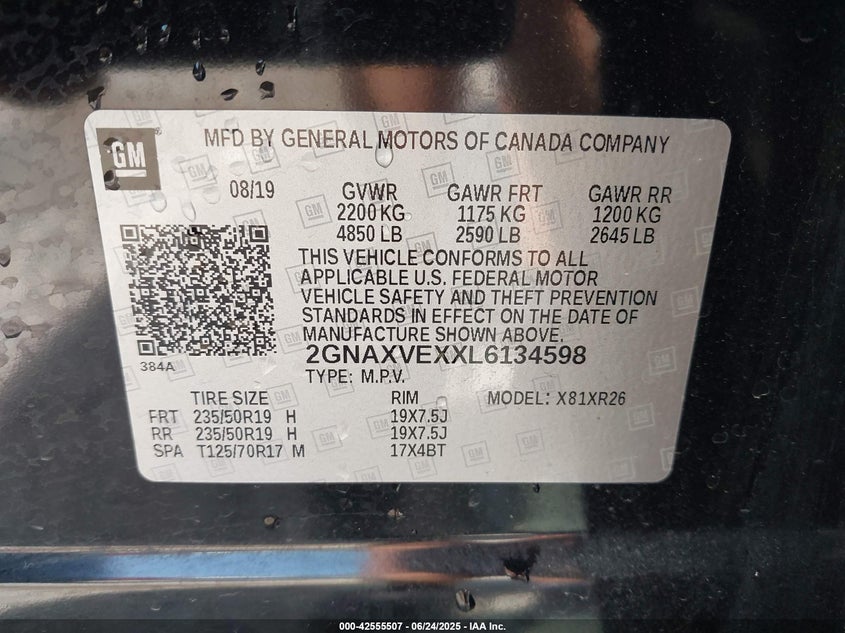 GM
MFD BY GENERAL MOTORS OF CANADA COMPANY
08/19 GVWR GAWR FRT GAWR RR
2200 KG 1175 KG 1200 KG
4850 LB 2590 LB 2645 LB
THIS VEHICLE CONFORMS TO ALL
APPLICABLE U.S. FEDERAL MOTOR
VEHICLE SAFETY AND THEFT PREVENTION
STANDARDS IN EFFECT ON THE DATE OF
MANUFACTURE SHOWN ABOVE.
384A
2GNAXVEXXL6134598
TYPE: M.P.V.
TIRE SIZE RIM MODEL: X81XR26
FRT 235/50R19 H 19X7.5J
RR 235/50R19 H 19X7.5J
SPA T125/70R17 M 17X4BT
000-42555507 / 06/24/2025 - IAA Inc.